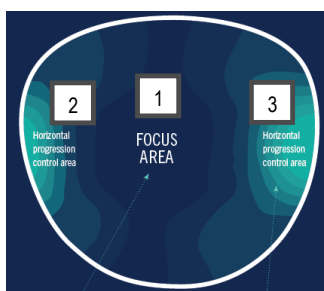 2
1
3
Horizontal
progression
control area
FOCUS
AREA
Horizontal
progression
control area